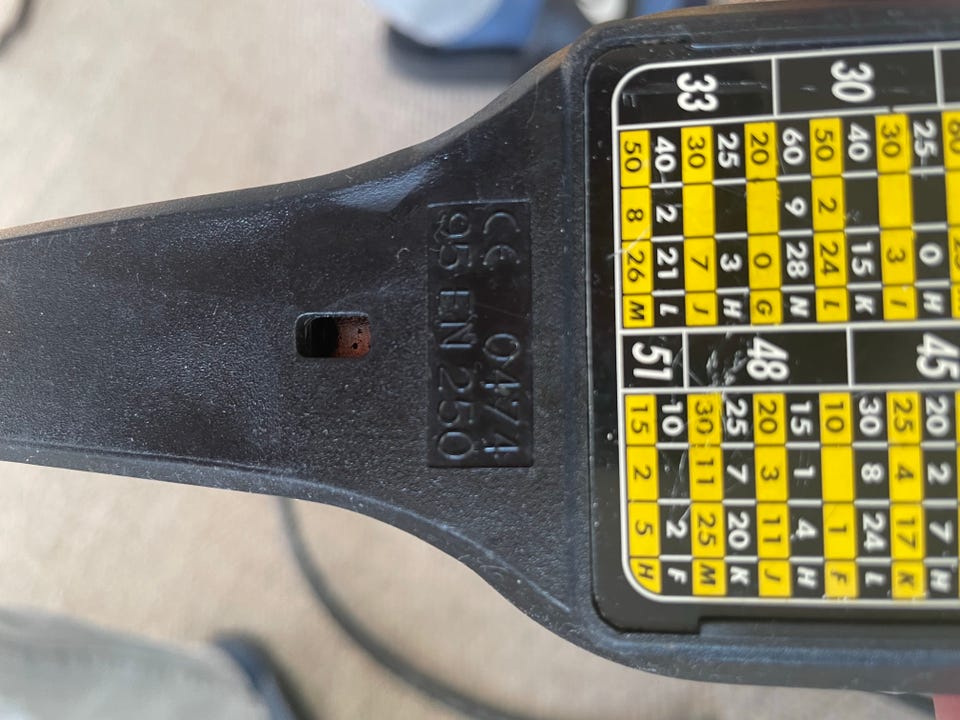 25 0 H 45 20 2 7 H
30 30 3 I 25 4 17 K
40 15 K 30 8 24 L
50 2 24 L 48 10 1 F
60 9 28 N 15 1 4 H
33 20 0 G 20 3 11 J
25 3 H 25 7 20 K
30 7 J 30 11 25 M
40 2 21 L 51 10 2 F
50 8 26 M 15 2 5 H
CE 0474
95 EN 250